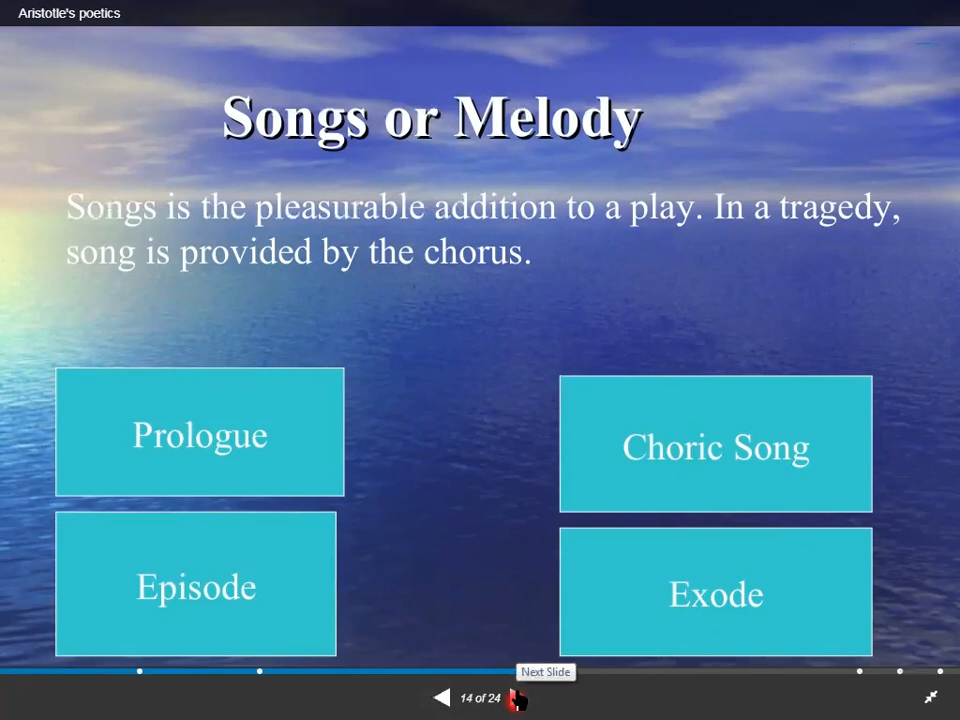 Aristotle's poetics
Songs or Melody
Songs is the pleasurable addition to a play. In a tragedy,
song is provided by the chorus.
Prologue
Choric Song
Episode
Exode
Next Slide
14 of 24